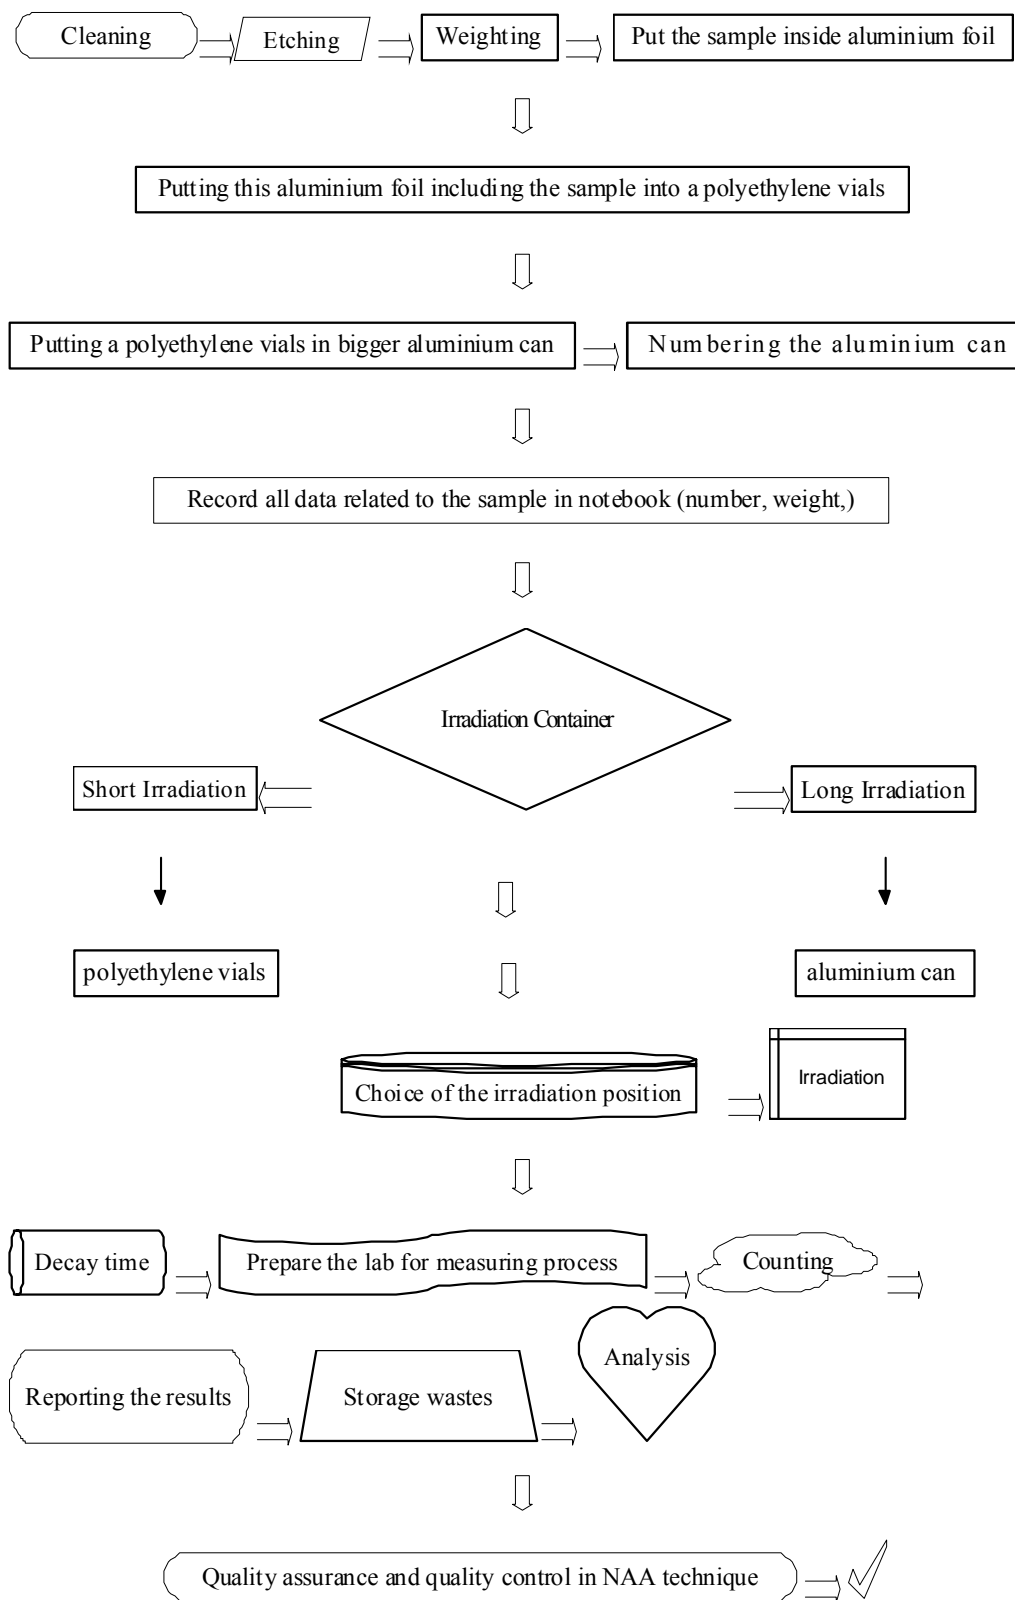 Cleaning
Etching
Weighting
Put the sample inside aluminium foil
Putting this aluminium foil including the sample into a polyethylene vials
Putting a polyethylene vials in bigger aluminium can
Numbering the aluminium can
Record all data related to the sample in notebook (number, weight,)
Irradiation Container
Short Irradiation
Long Irradiation
polyethylene vials
aluminium can
Choice of the irradiation position
Irradiation
Decay time
Prepare the lab for measuring process
Counting
Reporting the results
Storage wastes
Analysis
Quality assurance and quality control in NAA technique